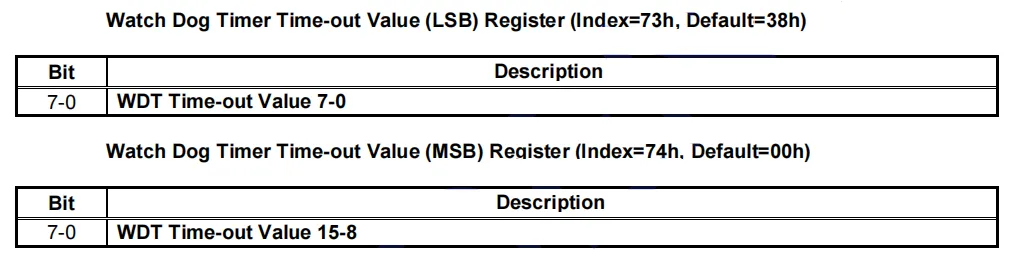 Watch Dog Timer Time-out Value (LSB) Register (Index=73h, Default=38h)
Bit Description
7-0 WDT Time-out Value 7-0
Watch Dog Timer Time-out Value (MSB) Register (Index=74h, Default=00h)
Bit Description
7-0 WDT Time-out Value 15-8